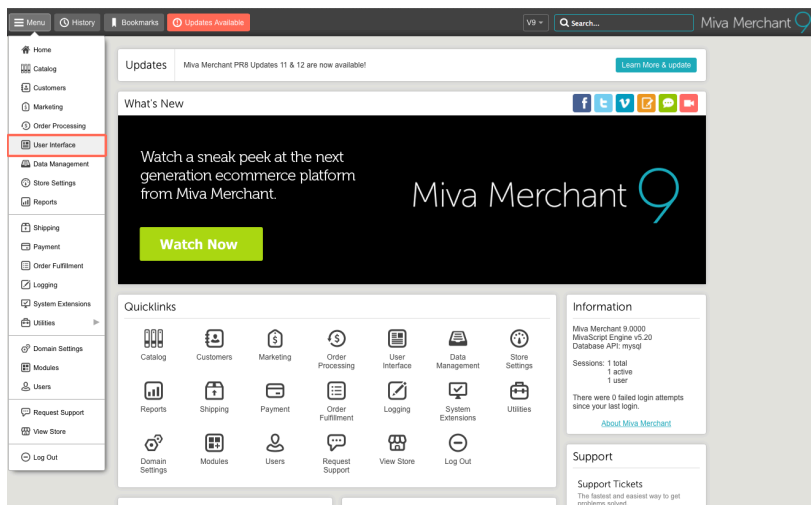 Menu
History
Bookmarks
Updates Available
V9
Search...
Miva Merchant 9
Home
Catalog
Customers
Marketing
Order Processing
User Interface
Data Management
Store Settings
Reports
Shipping
Payment
Order Fulfillment
Logging
System Extensions
Utilities
Domain Settings
Modules
Users
Request Support
View Store
Log Out
Updates
Miva Merchant PR8 Updates 11 & 12 are now available!
Learn More & update
What's New
Watch a sneak peek at the next
generation ecommerce platform
from Miva Merchant.
Watch Now
Miva Merchant 9
Quicklinks
Catalog
Customers
Marketing
Order
Processing
User
Interface
Data
Management
Store
Settings
Reports
Shipping
Payment
Order
Fulfillment
Logging
System
Extensions
Utilities
Domain
Settings
Modules
Users
Request
Support
View Store
Log Out
Information
Miva Merchant 9.0000
MivaScript Engine v5.20
Database API: mysql
Sessions: 1 total
1 active
1 user
There were 0 failed login attempts
since your last login.
About Miva Merchant
Support
Support Tickets
The fastest and easiest way to get
problems solved.